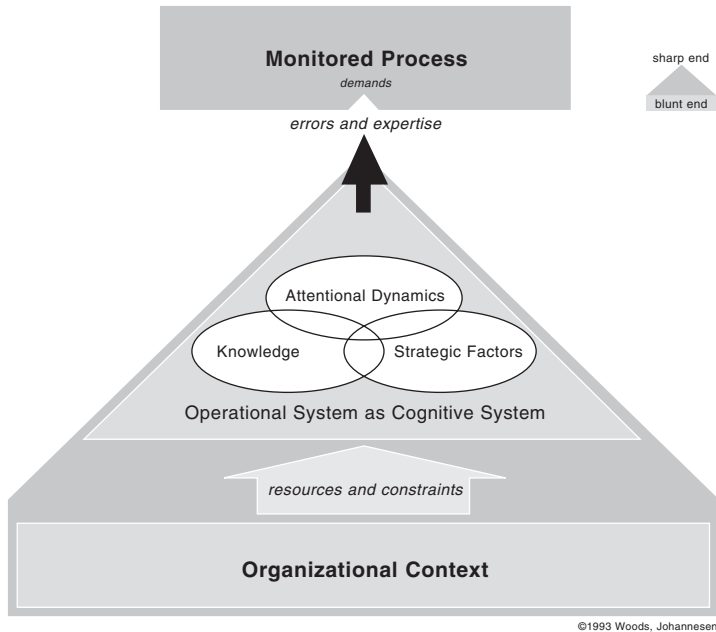 Monitored Process
demands
errors and expertise
sharp end
blunt end
Attentional Dynamics
Knowledge
Strategic Factors
Operational System as Cognitive System
resources and constraints
Organizational Context
©1993 Woods, Johannesen